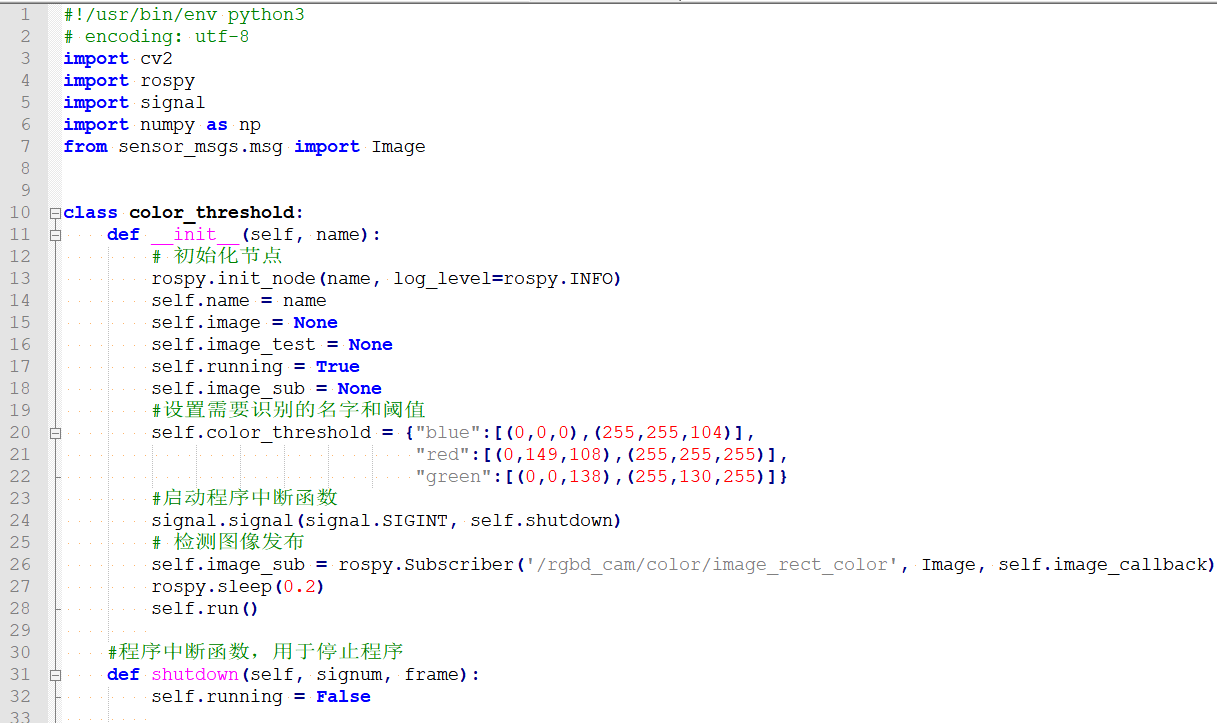 1 #!/usr/bin/env python3
2 # encoding: utf-8
3 import cv2
4 import rospy
5 import signal
6 import numpy as np
7 from sensor_msgs.msg import Image
8
9
10 class color_threshold:
11     def __init__(self, name):
12         # 初始化节点
13         rospy.init_node(name, log_level=rospy.INFO)
14         self.name = name
15         self.image = None
16         self.image_test = None
17         self.running = True
18         self.image_sub = None
19         #设置需要识别的名字和阈值
20         self.color_threshold = {"blue":[(0,0,0),(255,255,104)],
21                                 "red":[(0,149,108),(255,255,255)],
22                                 "green":[(0,0,138),(255,130,255)]}
23         #启动程序中断函数
24         signal.signal(signal.SIGINT, self.shutdown)
25         # 检测图像发布
26         self.image_sub = rospy.Subscriber('/rgbd_cam/color/image_rect_color', Image, self.image_callback)
27         rospy.sleep(0.2)
28         self.run()
29
30     #程序中断函数，用于停止程序
31     def shutdown(self, signum, frame):
32         self.running = False
33